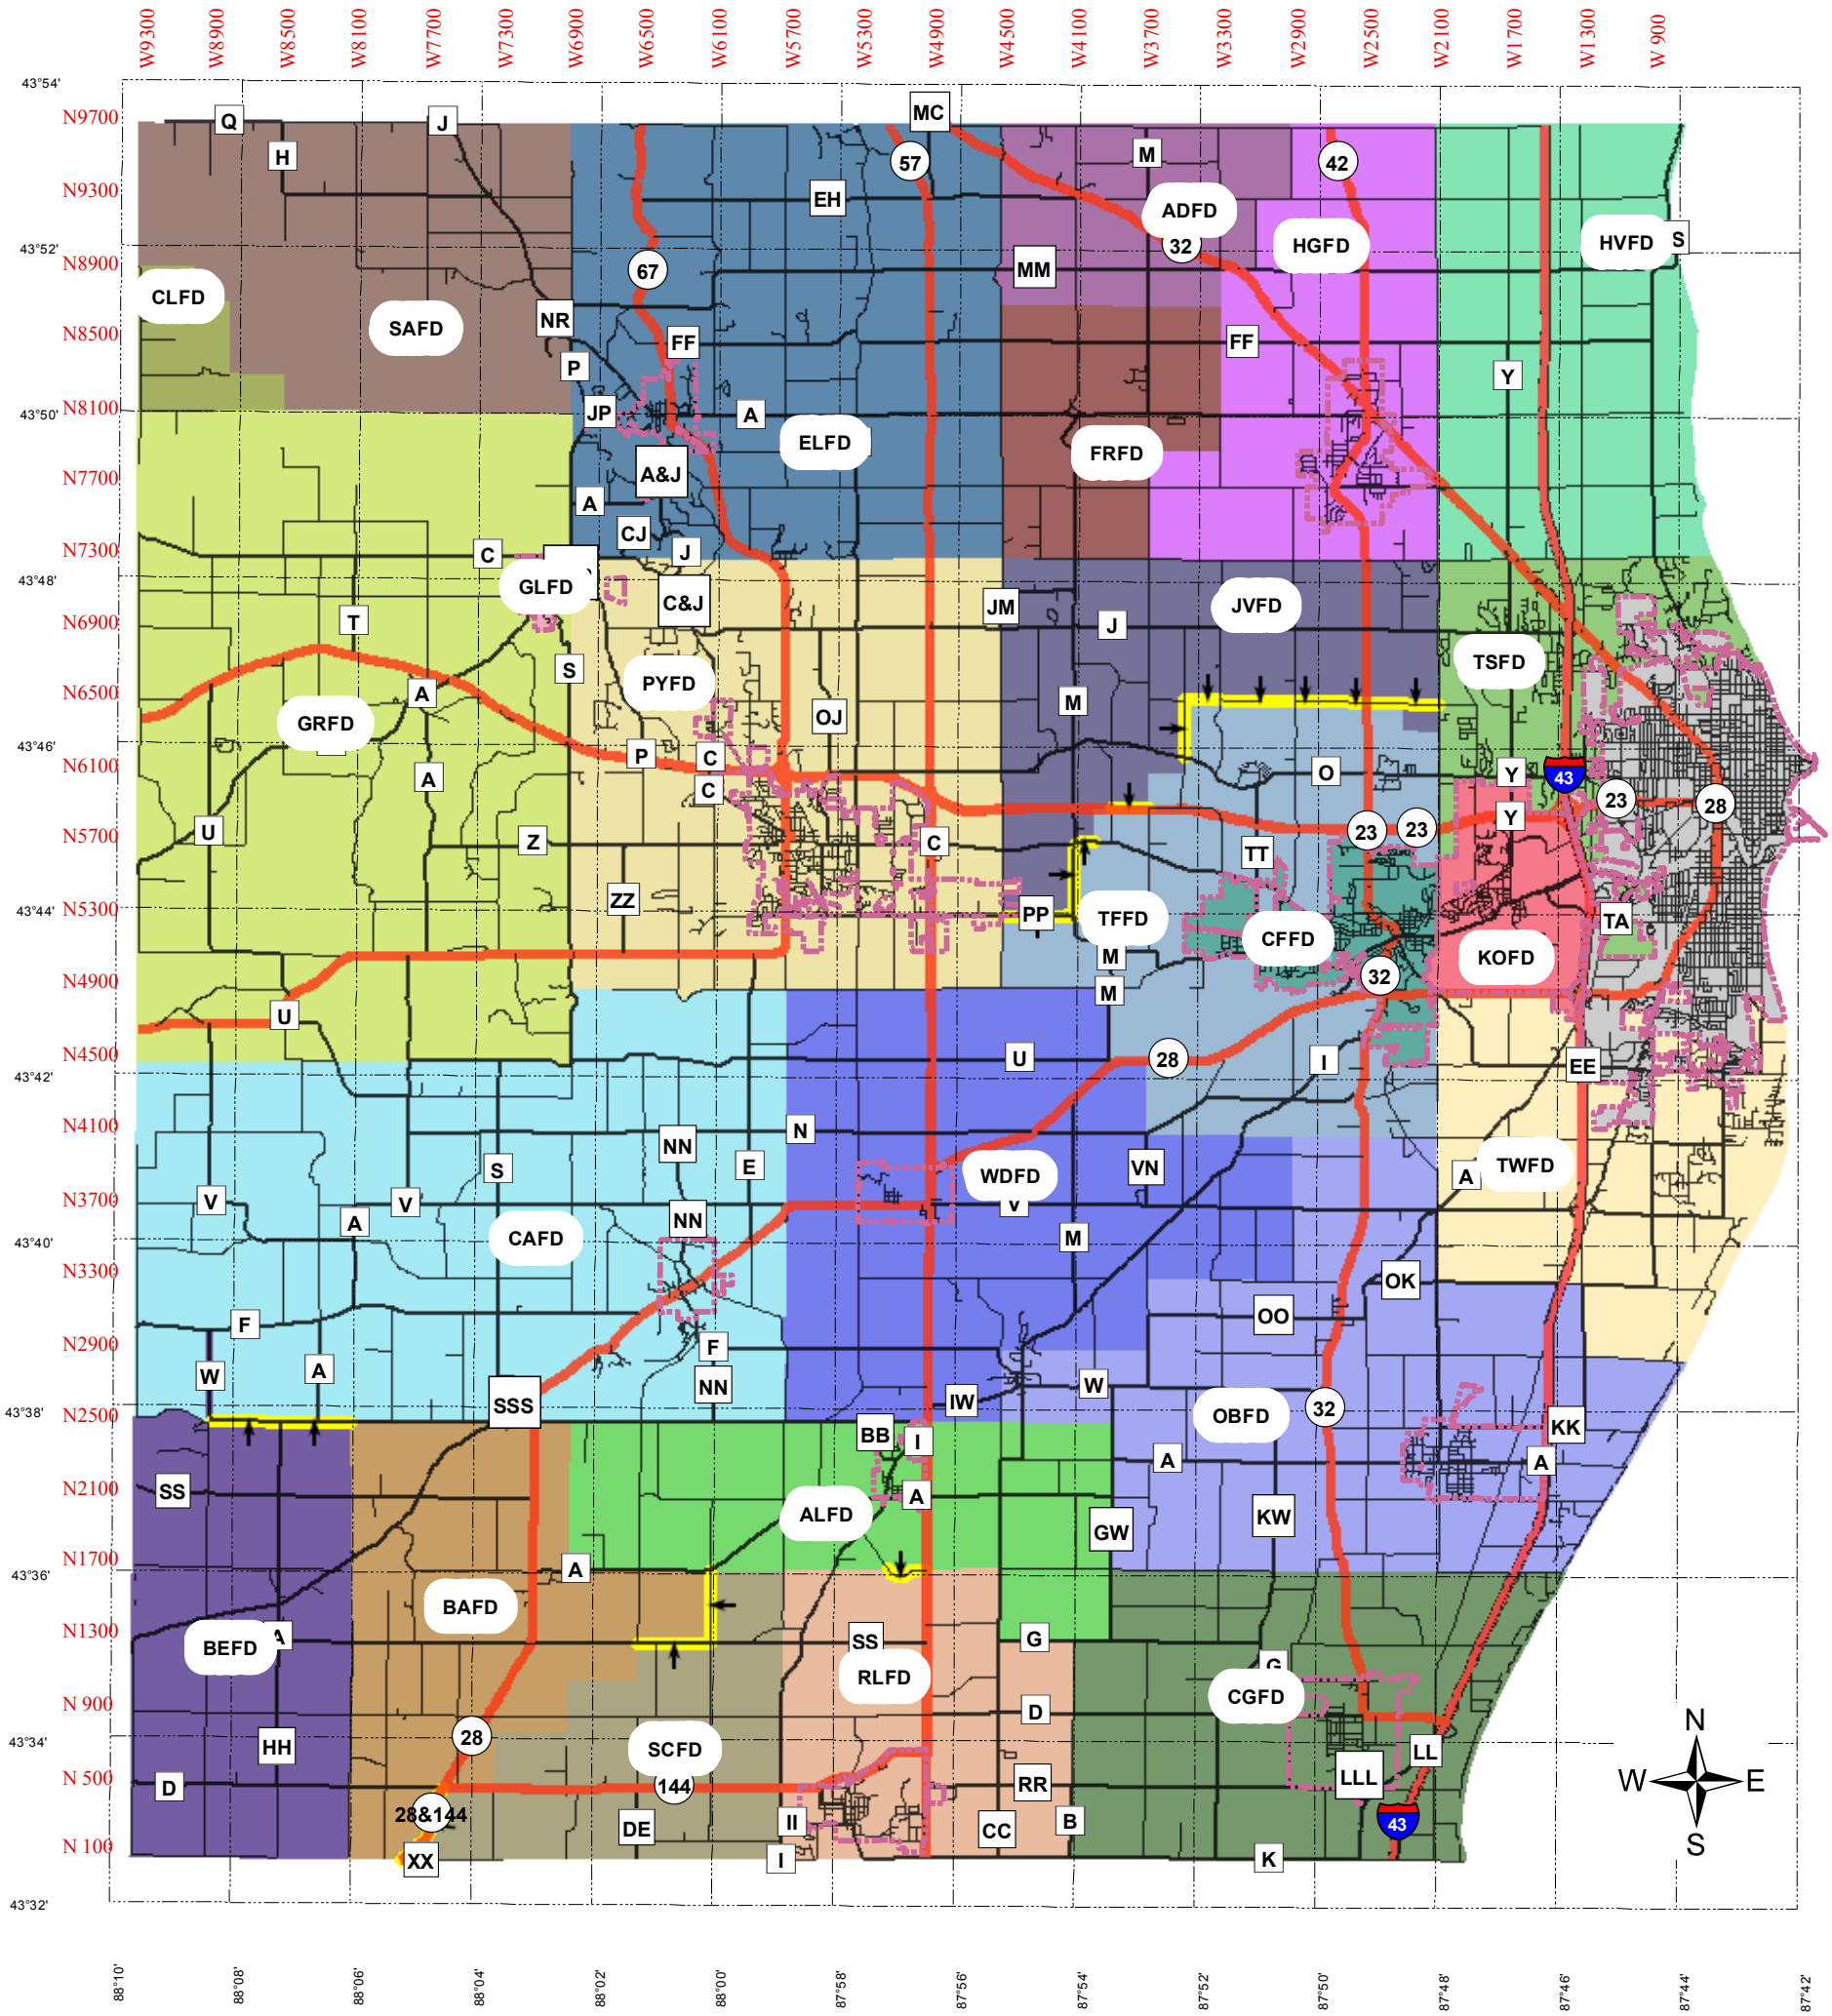 W9300 W8900 W8500 W8100 W7700 W7300 W6900 W6500 W6100 W5700 W5300 W4900 W4500 W4100 W3700 W3300 W2900 W2500 W2100 W1700 W1300 W 900
43°54'
N9700
Q J MC
H 57 M 42
N9300
EH ADFD
43°52' 32 HGFD HVFD S
N8900
67 MM
CLFD
SAFD NR
N8500
FF FF
P Y
N8100
43°50'
JP A
ELFD FRFD
N7700
A&J
A
CJ
N7300
C J
43°48'
GLFD C&J JM JVFD
N6900
T J
S TSFD
N6500
A PYFD M
GRFD OJ
43°46'
P C
N6100
A C O Y 43
23 28
N5700
U Z C 23 23 Y
TT
ZZ
43°44'
N5300
PP TFFD TA
CFFD
M KOFD
N4900
M 32
U
N4500
U 28 I EE
43°42'
N4100
N
NN
S E WDFD VN A TWFD
N3700
V V V
A NN
43°40'
CAFD M
N3300
OK
OO
F
N2900
F
W A NN W
SSS IW
43°38'
N2500
OBFD 32
BB I KK
A A
N2100
SS A
ALFD GW KW
N1700
A
43°36'
BAFD
N1300
BEFD A SS G
RLFD G
CGFD
N 900
D
28
43°34'
HH SCFD LL
N 500
D 144 RR LLL
28&144 DE II CC B 43
N 100
XX I K
N
W E
S
43°32'
88°10' 88°08' 88°06' 88°04' 88°02' 88°00' 87°58' 87°56' 87°54' 87°52' 87°50' 87°48' 87°46' 87°44' 87°42'